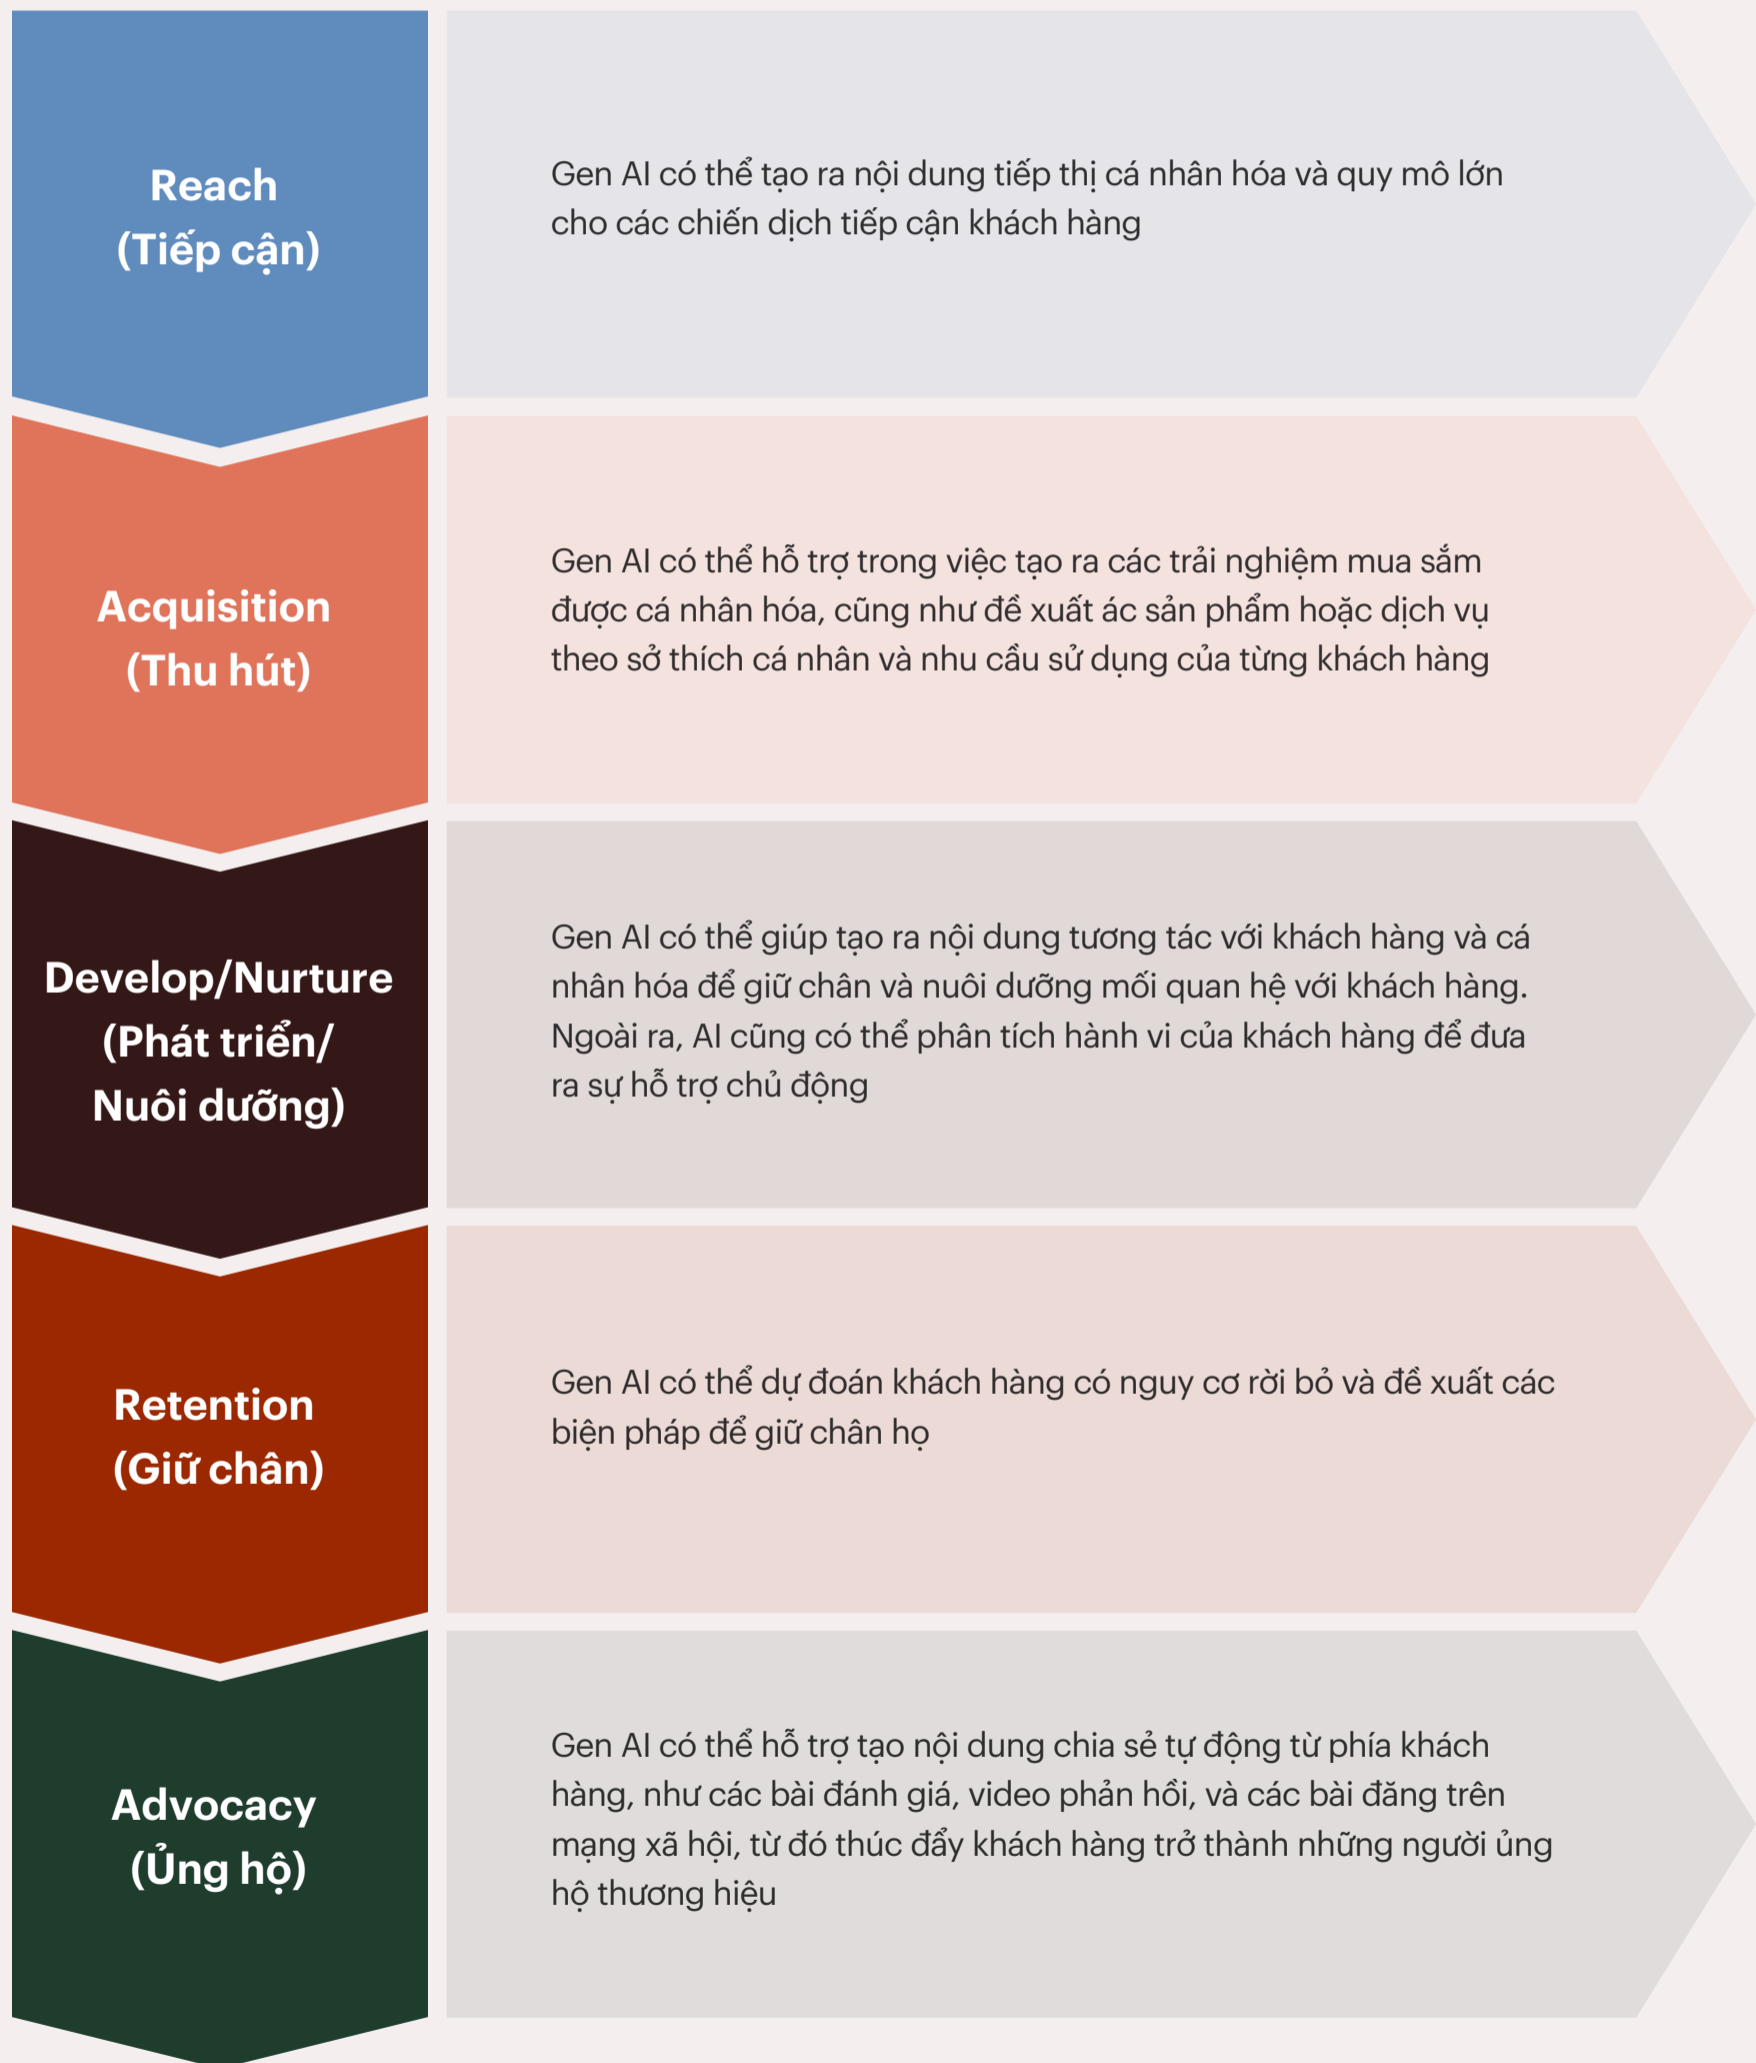 Reach
(Tiếp cận)
Gen AI có thể tạo ra nội dung tiếp thị cá nhân hóa và quy mô lớn
cho các chiến dịch tiếp cận khách hàng
Acquisition
(Thu hút)
Gen AI có thể hỗ trợ trong việc tạo ra các trải nghiệm mua sắm
được cá nhân hóa, cũng như đề xuất ác sản phẩm hoặc dịch vụ
theo sở thích cá nhân và nhu cầu sử dụng của từng khách hàng
Develop/Nurture
(Phát triển/
Nuôi dưỡng)
Gen AI có thể giúp tạo ra nội dung tương tác với khách hàng và cá
nhân hóa để giữ chân và nuôi dưỡng mối quan hệ với khách hàng.
Ngoài ra, AI cũng có thể phân tích hành vi của khách hàng để đưa
ra sự hỗ trợ chủ động
Retention
(Giữ chân)
Gen AI có thể dự đoán khách hàng có nguy cơ rời bỏ và đề xuất các
biện pháp để giữ chân họ
Advocacy
(Ủng hộ)
Gen AI có thể hỗ trợ tạo nội dung chia sẻ tự động từ phía khách
hàng, như các bài đánh giá, video phản hồi, và các bài đăng trên
mạng xã hội, từ đó thúc đẩy khách hàng trở thành những người ủng
hộ thương hiệu